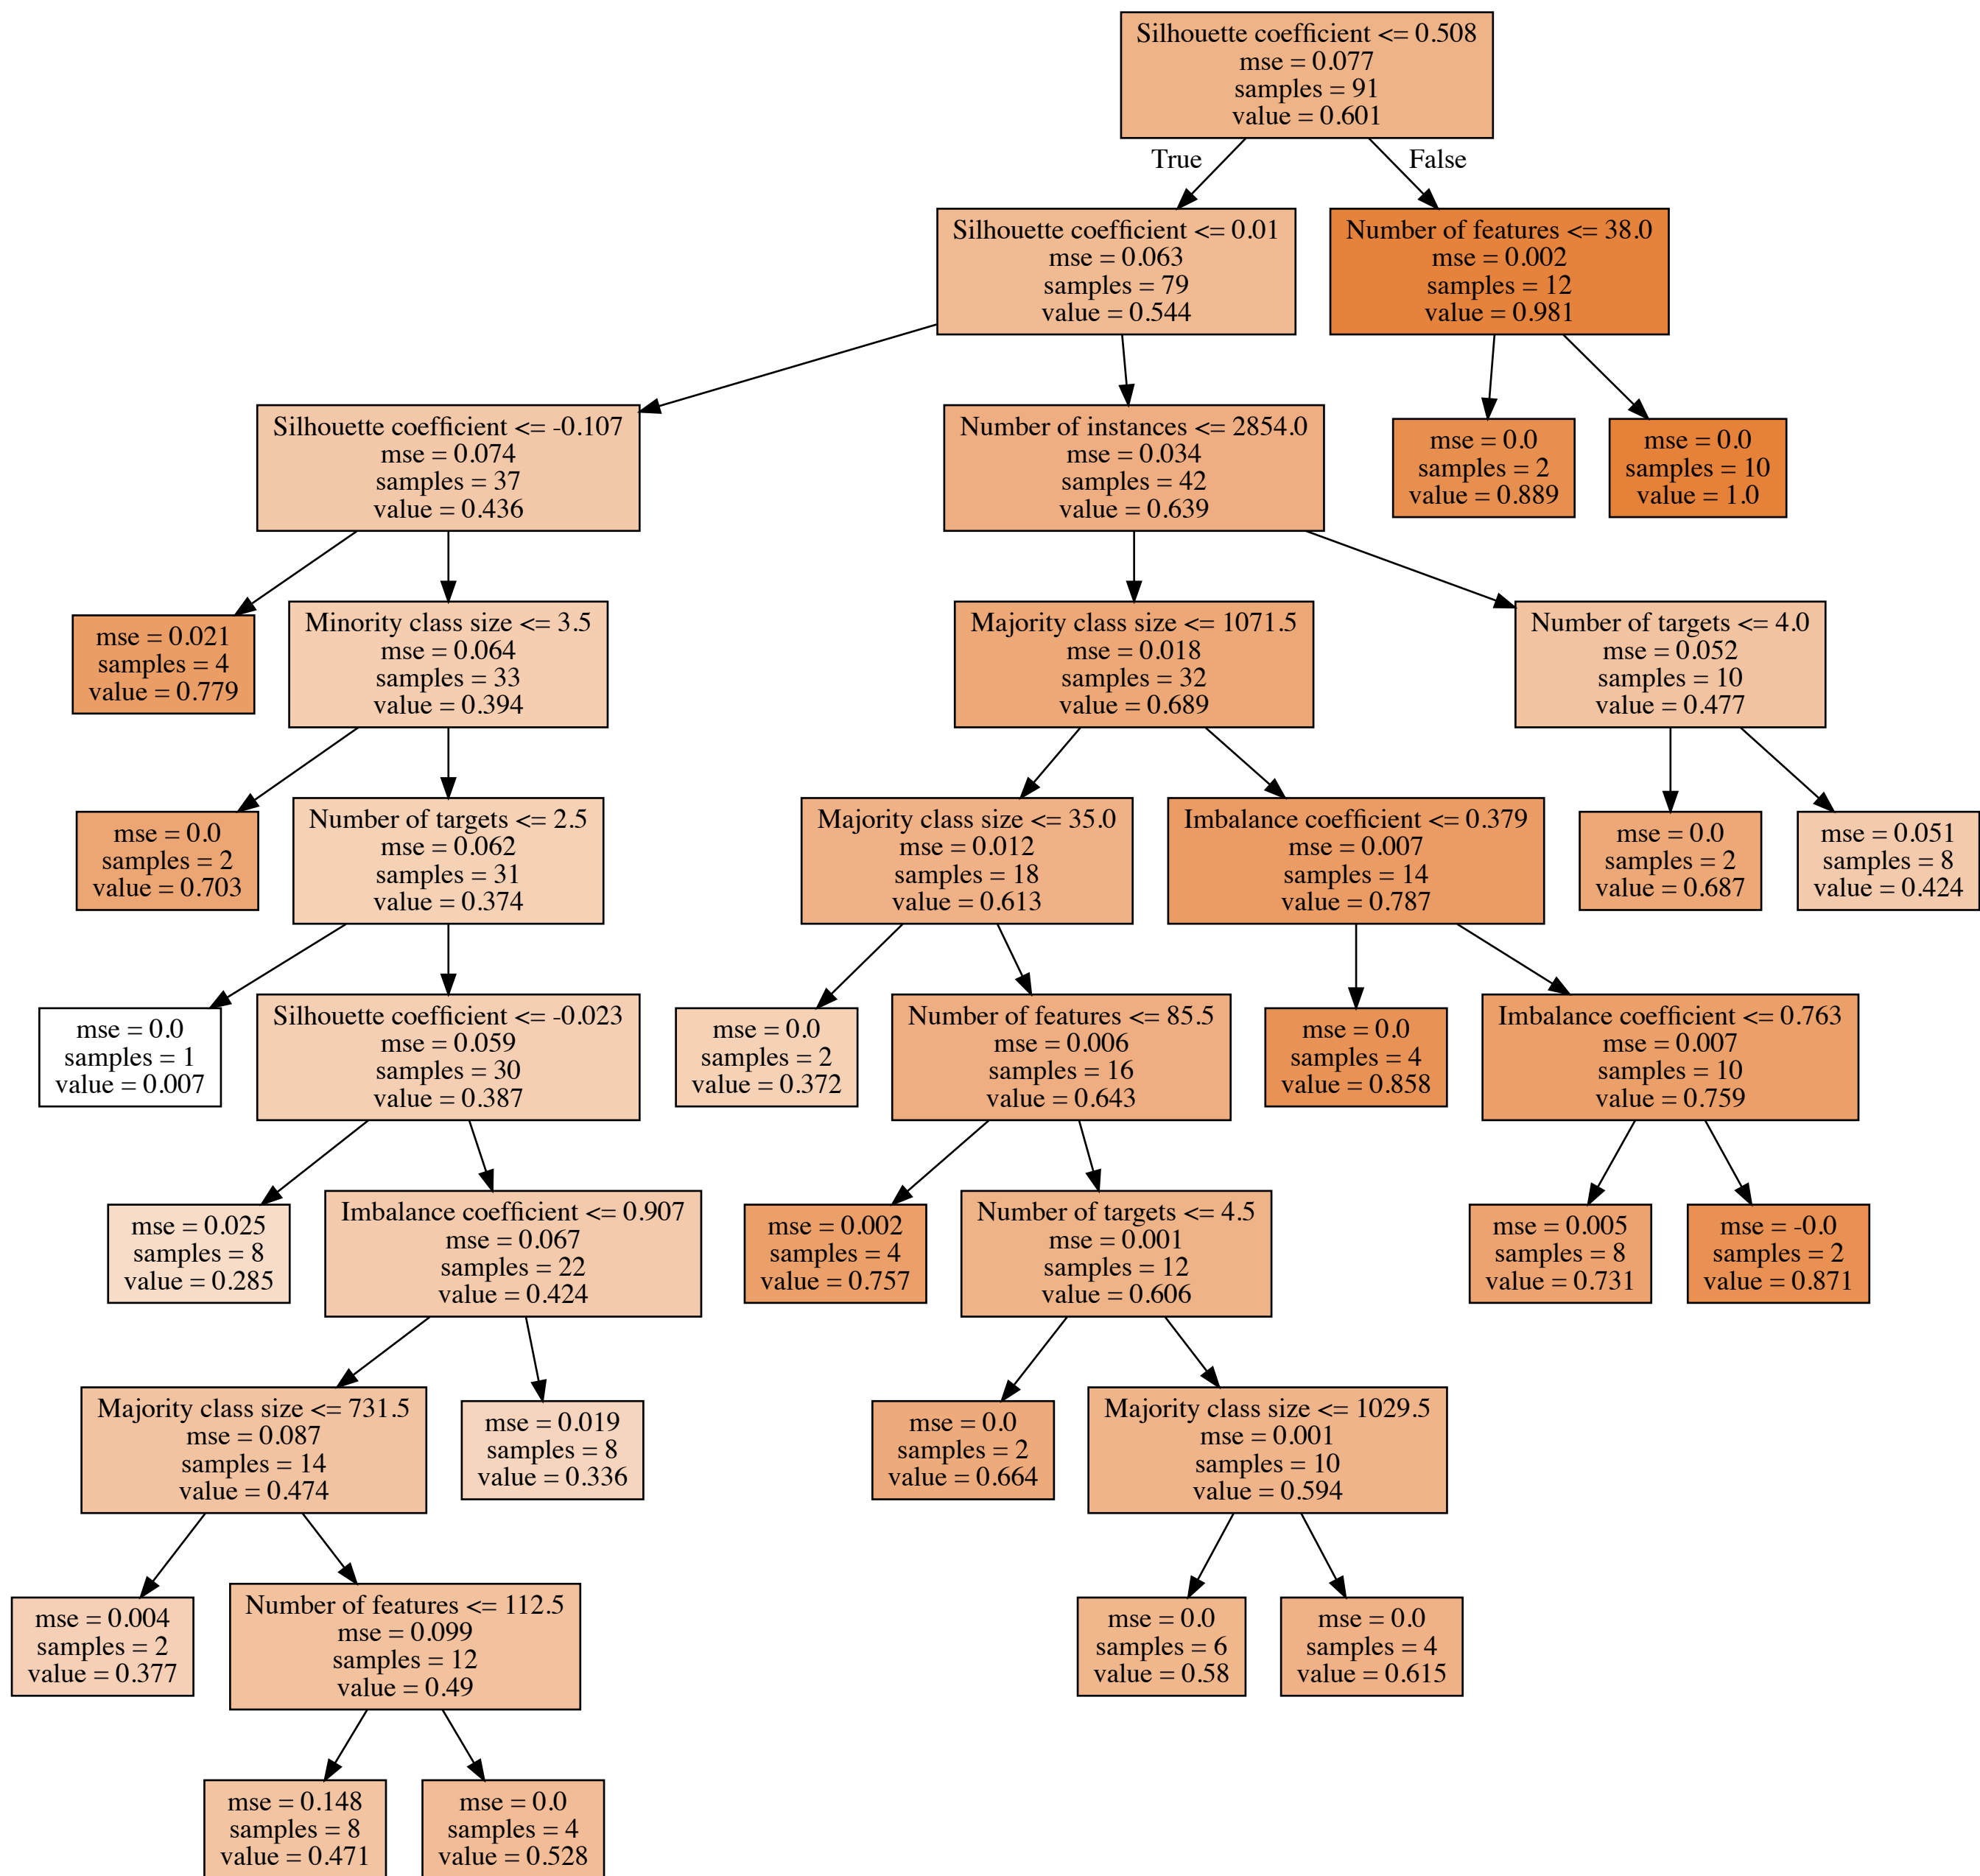 Silhouette coefficient <= 0.508
mse = 0.077
samples = 91
value = 0.601
True
False
Silhouette coefficient <= 0.01
mse = 0.063
samples = 79
value = 0.544
Number of features <= 38.0
mse = 0.002
samples = 12
value = 0.981
Silhouette coefficient <= -0.107
mse = 0.074
samples = 37
value = 0.436
Number of instances <= 2854.0
mse = 0.034
samples = 42
value = 0.639
mse = 0.0
samples = 2
value = 0.889
mse = 0.0
samples = 10
value = 1.0
mse = 0.021
samples = 4
value = 0.779
Minority class size <= 3.5
mse = 0.064
samples = 33
value = 0.394
Majority class size <= 1071.5
mse = 0.018
samples = 32
value = 0.689
Number of targets <= 4.0
mse = 0.052
samples = 10
value = 0.477
mse = 0.0
samples = 2
value = 0.703
Number of targets <= 2.5
mse = 0.062
samples = 31
value = 0.374
Majority class size <= 35.0
mse = 0.012
samples = 18
value = 0.613
Imbalance coefficient <= 0.379
mse = 0.007
samples = 14
value = 0.787
mse = 0.0
samples = 2
value = 0.687
mse = 0.051
samples = 8
value = 0.424
mse = 0.0
samples = 1
value = 0.007
Silhouette coefficient <= -0.023
mse = 0.059
samples = 30
value = 0.387
mse = 0.0
samples = 2
value = 0.372
Number of features <= 85.5
mse = 0.006
samples = 16
value = 0.643
mse = 0.0
samples = 4
value = 0.858
Imbalance coefficient <= 0.763
mse = 0.007
samples = 10
value = 0.759
mse = 0.025
samples = 8
value = 0.285
Imbalance coefficient <= 0.907
mse = 0.067
samples = 22
value = 0.424
mse = 0.002
samples = 4
value = 0.757
Number of targets <= 4.5
mse = 0.001
samples = 12
value = 0.606
mse = 0.005
samples = 8
value = 0.731
mse = -0.0
samples = 2
value = 0.871
Majority class size <= 731.5
mse = 0.087
samples = 14
value = 0.474
mse = 0.019
samples = 8
value = 0.336
mse = 0.0
samples = 2
value = 0.664
Majority class size <= 1029.5
mse = 0.001
samples = 10
value = 0.594
mse = 0.004
samples = 2
value = 0.377
Number of features <= 112.5
mse = 0.099
samples = 12
value = 0.49
mse = 0.0
samples = 6
value = 0.58
mse = 0.0
samples = 4
value = 0.615
mse = 0.148
samples = 8
value = 0.471
mse = 0.0
samples = 4
value = 0.528